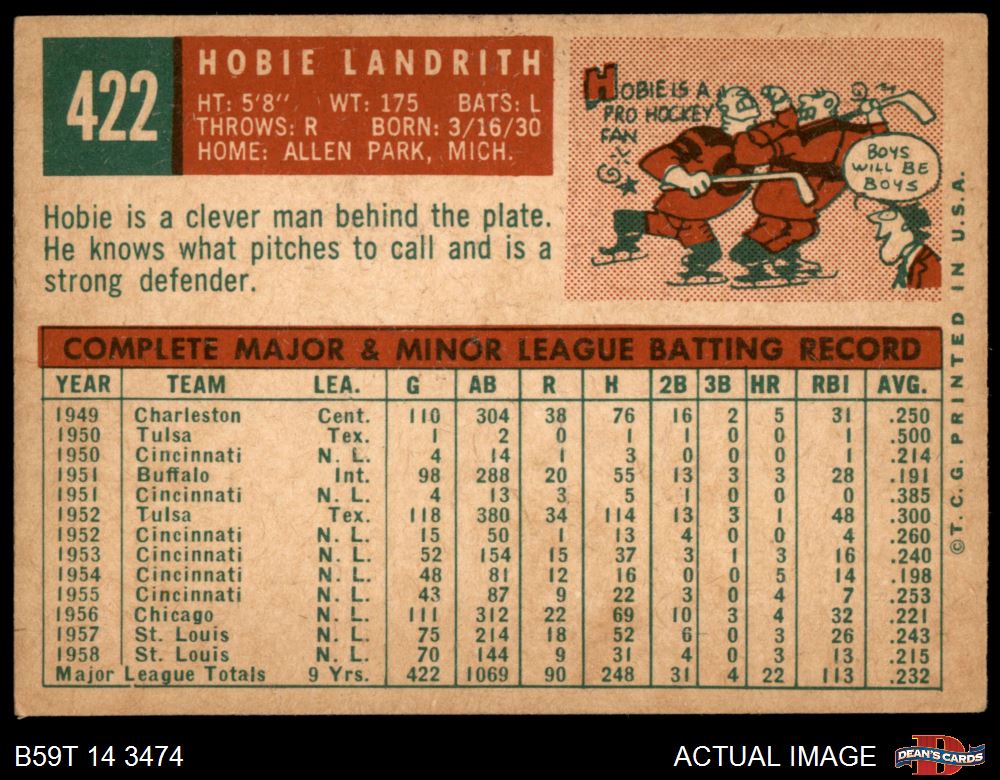 422
HOBIE LANDRITH
HT: 5'8" WT: 175 BATS: L
THROWS: R BORN: 3/16/30
HOME: ALLEN PARK, MICH.
HOBIE IS A
PRO HOCKEY
FAN
BOYS
WILL BE
BOYS
Hobie is a clever man behind the plate.
He knows what pitches to call and is a
strong defender.
COMPLETE MAJOR & MINOR LEAGUE BATTING RECORD
YEAR TEAM LEA. G AB R H 2B 3B HR RBI AVG.
1949 Charleston Cent. 110 304 38 76 16 2 5 31 .250
1950 Tulsa Tex. 1 2 0 1 1 0 0 1 .500
1950 Cincinnati N. L. 4 14 1 3 0 0 0 1 .214
1951 Buffalo Int. 98 288 20 55 13 3 3 28 .191
1951 Cincinnati N. L. 4 13 3 5 1 0 0 0 .385
1952 Tulsa Tex. 118 380 34 114 13 3 1 48 .300
1952 Cincinnati N. L. 15 50 1 13 4 0 0 4 .260
1953 Cincinnati N. L. 52 154 15 37 3 1 3 16 .240
1954 Cincinnati N. L. 48 81 12 16 0 0 5 14 .198
1955 Cincinnati N. L. 43 87 9 22 3 0 4 7 .253
1956 Chicago N. L. 111 312 22 69 10 3 4 32 .221
1957 St. Louis N. L. 75 214 18 52 6 0 3 26 .243
1958 St. Louis N. L. 70 144 9 31 4 0 3 13 .215
Major League Totals 9 Yrs. 422 1069 90 248 31 4 22 113 .232
©T. C. G. PRINTED IN U.S.A.
B59T 14 3474
ACTUAL IMAGE
DEAN'S CARDS